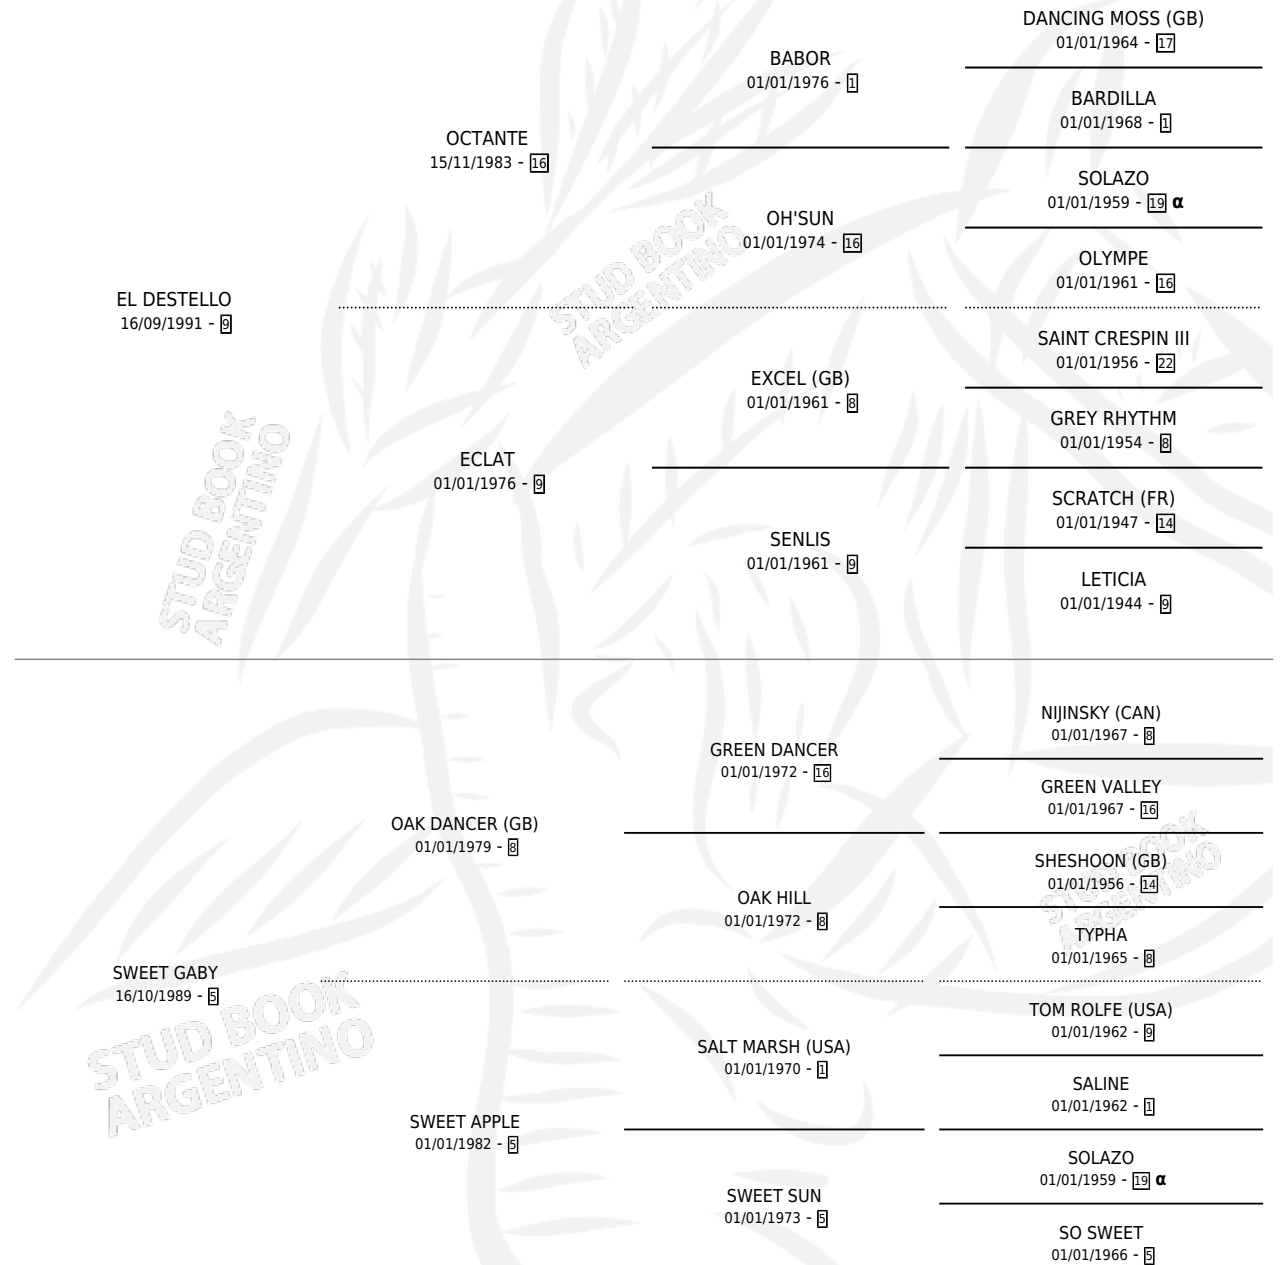 DANCING MOSS (GB)
01/01/1964 - 17
BABOR
01/01/1976 - 1
BARDILLA
01/01/1968 - 1
OCTANTE
15/11/1983 - 16
SOLAZO
01/01/1959 - 19 α
OH'SUN
01/01/1974 - 16
OLYMPE
01/01/1961 - 16
EL DESTELLO
16/09/1991 - 9
SAINT CRESPIN III
01/01/1956 - 22
EXCEL (GB)
01/01/1961 - 8
GREY RHYTHM
01/01/1954 - 8
ECLAT
01/01/1976 - 9
SCRATCH (FR)
01/01/1947 - 14
SENLIS
01/01/1961 - 9
LETICIA
01/01/1944 - 9
NIJINSKY (CAN)
01/01/1967 - 8
GREEN DANCER
01/01/1972 - 16
GREEN VALLEY
01/01/1967 - 16
OAK DANCER (GB)
01/01/1979 - 8
SHESHOON (GB)
01/01/1956 - 14
OAK HILL
01/01/1972 - 8
TYPHA
01/01/1965 - 8
SWEET GABY
16/10/1989 - 5
TOM ROLFE (USA)
01/01/1962 - 9
SALT MARSH (USA)
01/01/1970 - 1
SALINE
01/01/1962 - 1
SWEET APPLE
01/01/1982 - 5
SOLAZO
01/01/1959 - 19 α
SWEET SUN
01/01/1973 - 5
SO SWEET
01/01/1966 - 5
STUD BOOK
ARGENTINO
STUD BOOK
ARGENTINO
STUD BOOK
ARGENTINO
STUD BOOK
ARGENTINO